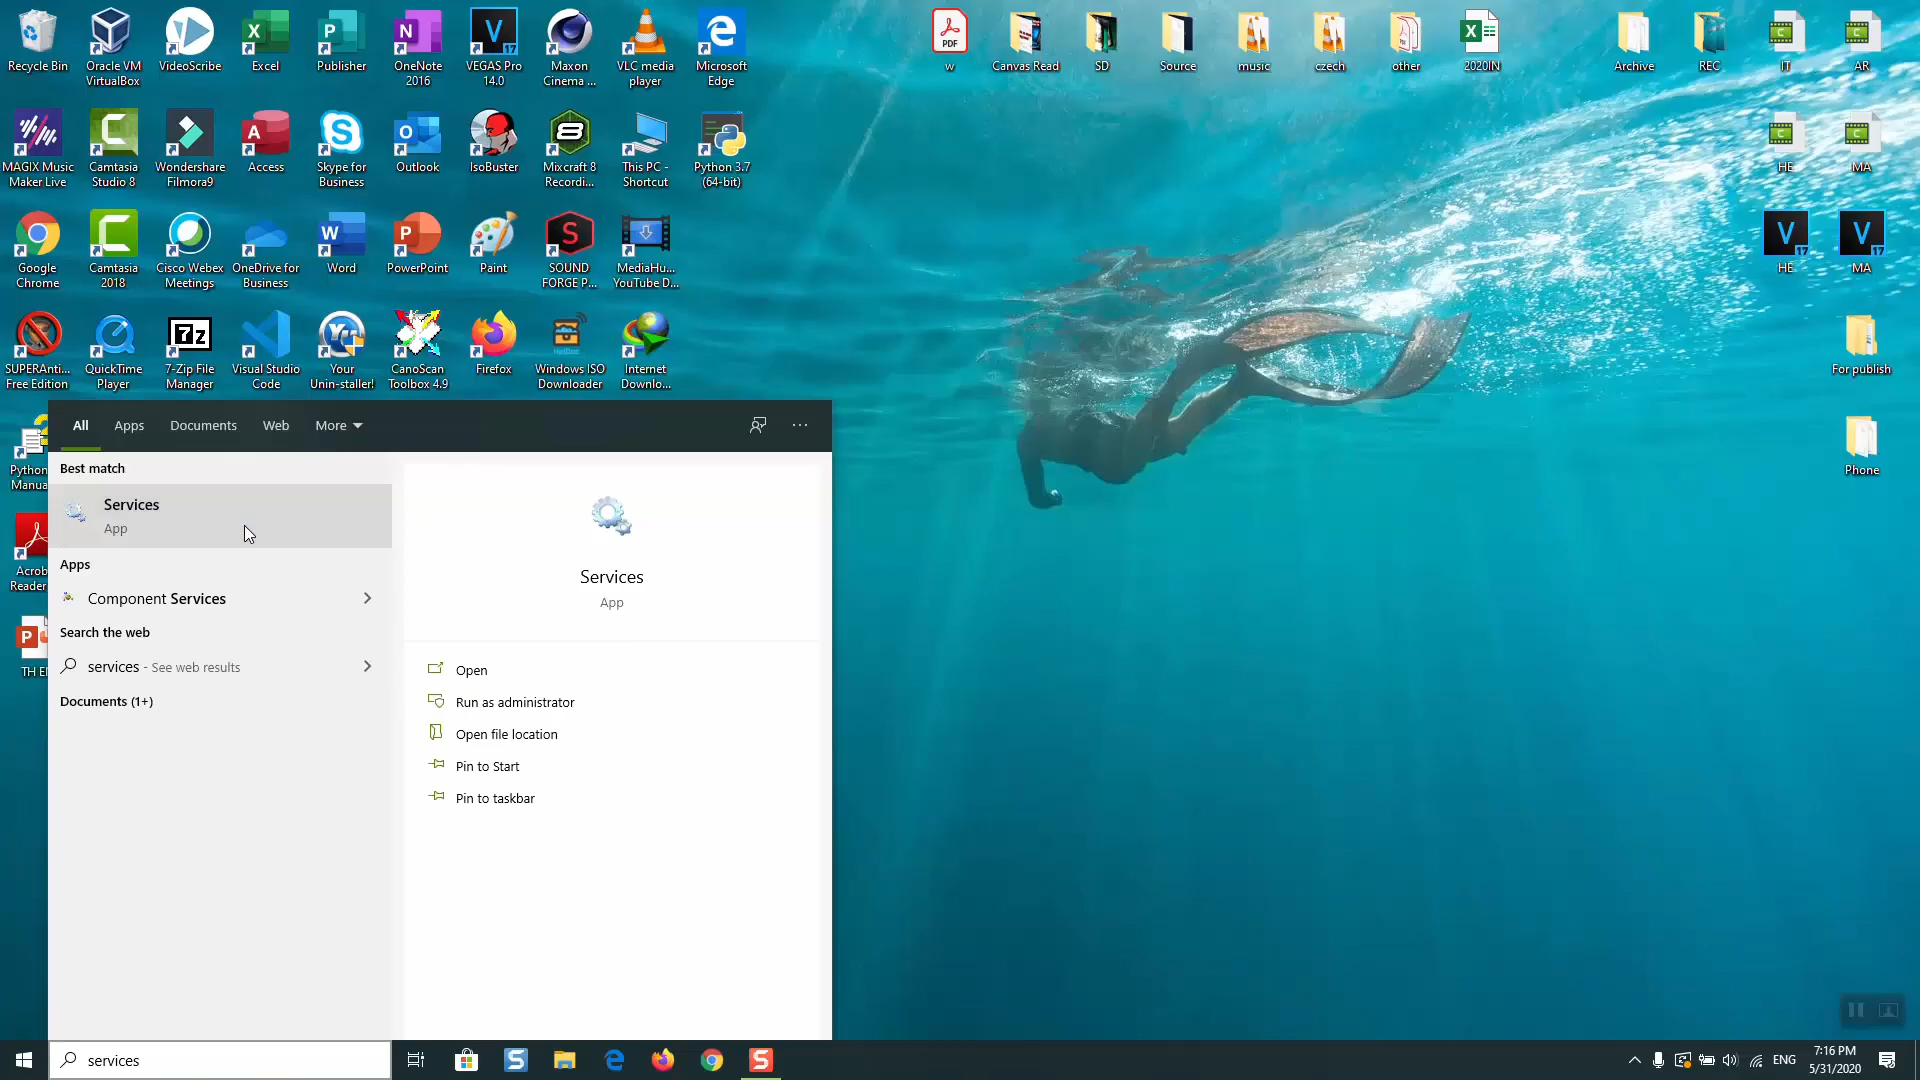 Recycle Bin
Oracle VM
VirtualBox
VideoScribe
Excel
Publisher
OneNote
2016
VEGAS Pro
14.0
Maxon
Cinema ...
VLC media
player
Microsoft
Edge
w
Canvas Read
SD
Source
music
czech
other
2020IN
Archive
REC
IT
AR
MAGIX Music
Maker Live
Camtasia
Studio 8
Wondershare
Filmora9
Access
Skype for
Business
Outlook
IsoBuster
Mixcraft 8
Recordi...
This PC -
Shortcut
Python 3.7
(64-bit)
HE
MA
Google
Chrome
Camtasia
2018
Cisco Webex
Meetings
OneDrive for
Business
Word
PowerPoint
Paint
SOUND
FORGE P...
MediaHu...
YouTube D...
HE
MA
SUPERAnti...
Free Edition
QuickTime
Player
7-Zip File
Manager
Visual Studio
Code
Your
Unin-staller!
CanoScan
Toolbox 4.9
Firefox
Windows ISO
Downloader
Internet
Downlo...
For publish
Phone
Python
Manua
Acrob
Reader
TH EN
All
Apps
Documents
Web
More
Best match
Services
App
Apps
Component Services
Search the web
services - See web results
Documents (1+)
Services
App
Open
Run as administrator
Open file location
Pin to Start
Pin to taskbar
services
ENG
7:16 PM
5/31/2020